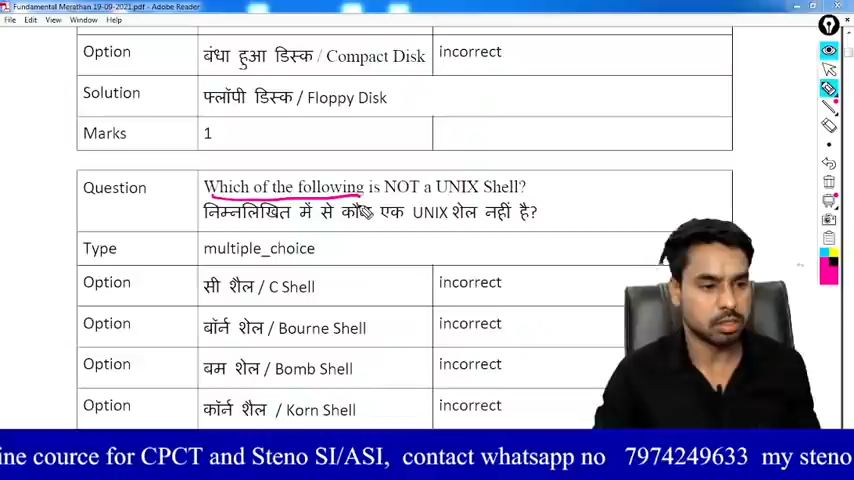 Fundamental Merathan 19-09-2021.pdf - Adobe Reader
File Edit View Window Help
Option बंधा हुआ डिस्क / Compact Disk incorrect
Solution फ्लॉपी डिस्क / Floppy Disk
Marks 1
Question Which of the following is NOT a UNIX Shell?
निम्नलिखित में से कौन एक UNIX शेल नहीं है?
Type multiple_choice
Option सी शैल / C Shell incorrect
Option बॉर्न शेल / Bourne Shell incorrect
Option बम शेल / Bomb Shell incorrect
Option कॉर्न शैल / Korn Shell incorrect
ine cource for CPCT and Steno SI/ASI, contact whatsapp no 7974249633 my steno